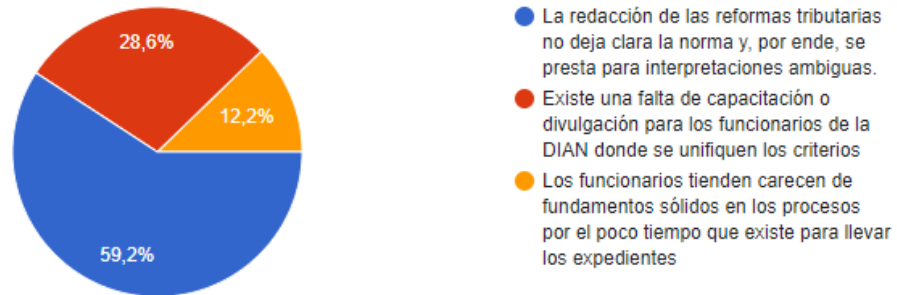 28,6%
12,2%
59,2%
La redacción de las reformas tributarias
no deja clara la norma y, por ende, se
presta para interpretaciones ambiguas.
Existe una falta de capacitación o
divulgación para los funcionarios de la
DIAN donde se unifiquen los criterios
Los funcionarios tienden carecen de
fundamentos sólidos en los procesos
por el poco tiempo que existe para llevar
los expedientes